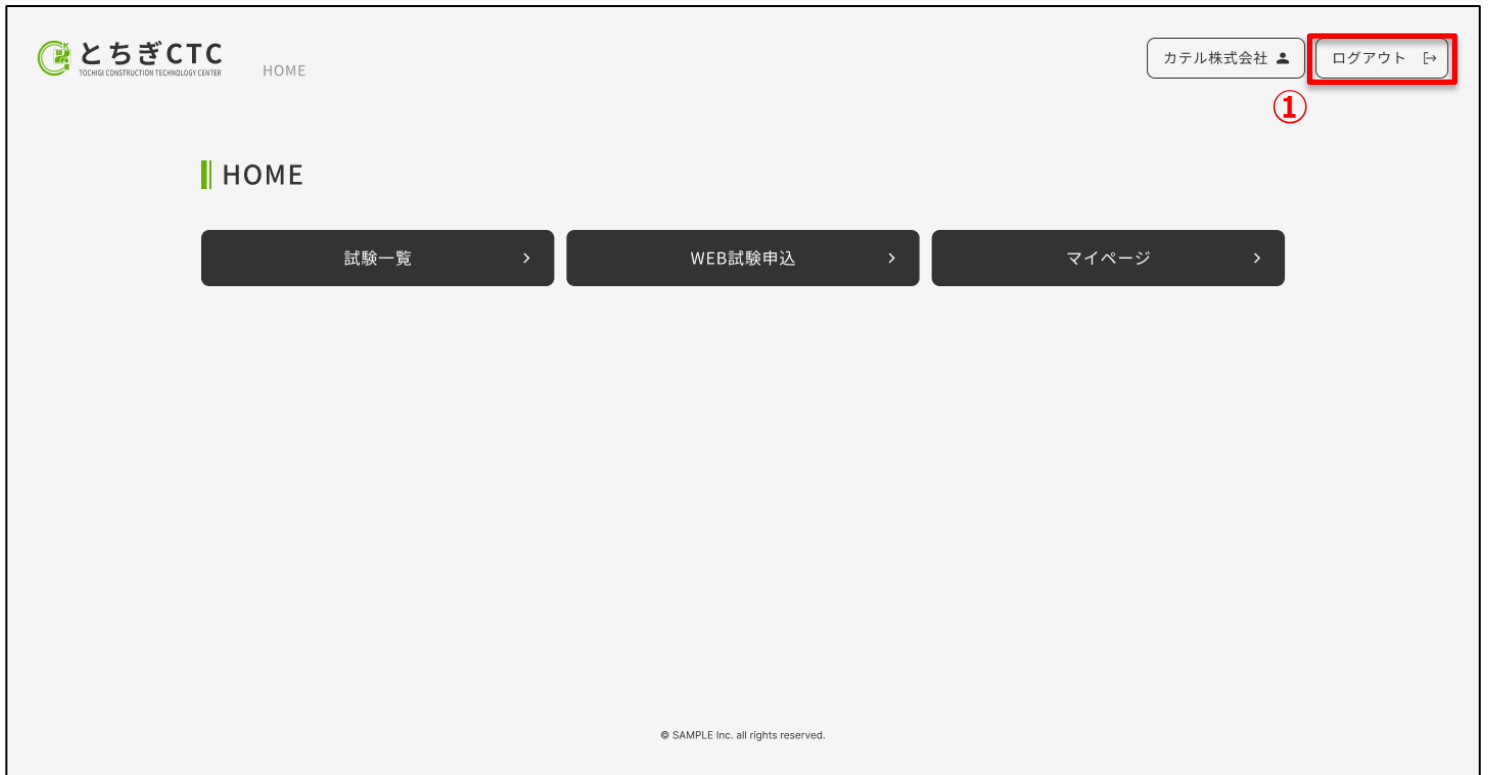 とちぎCTC
TOCHIGI CONSTRUCTION TECHNOLOGY CENTER
HOME
カテル株式会社
ログアウト
①
HOME
試験一覧
WEB試験申込
マイページ
© SAMPLE Inc. all rights reserved.